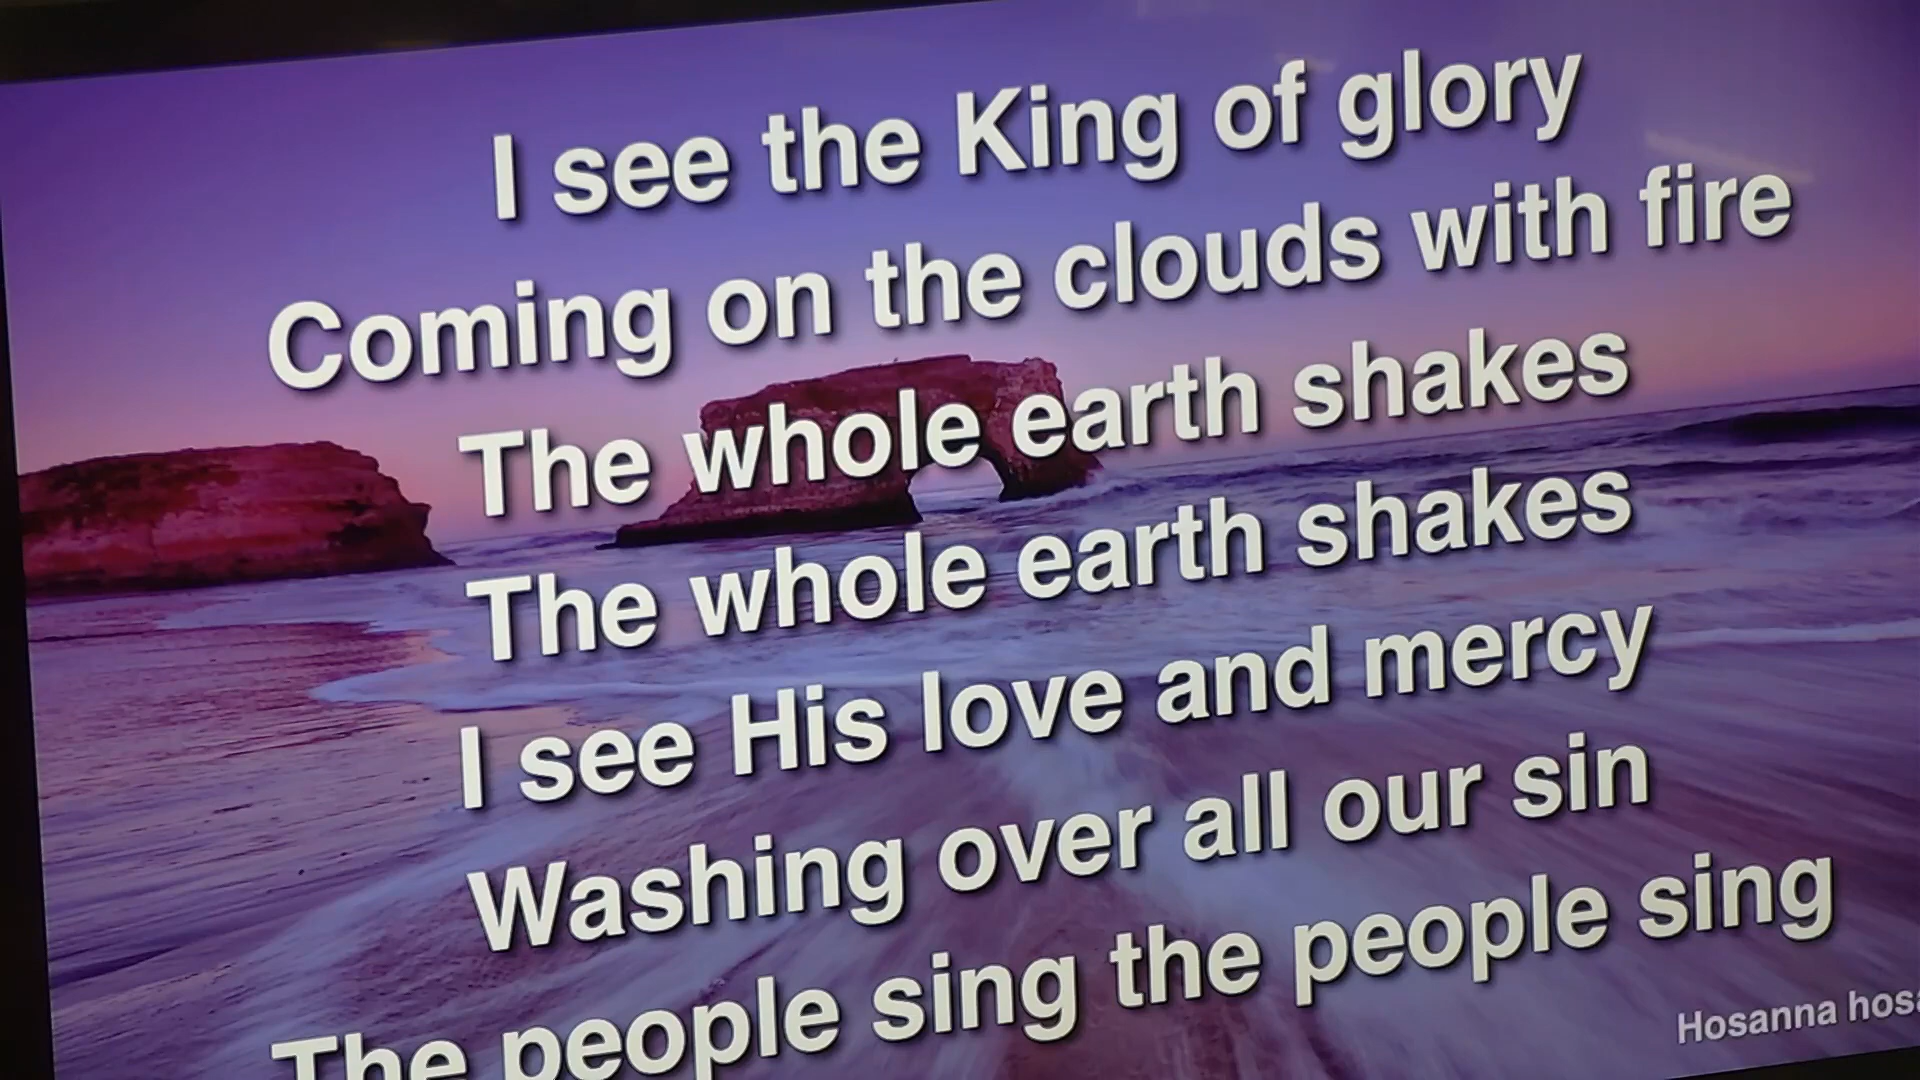 I see the King of glory
Coming on the clouds with fire
The whole earth shakes
The whole earth shakes
I see His love and mercy
Washing over all our sin
The people sing the people sing
Hosanna